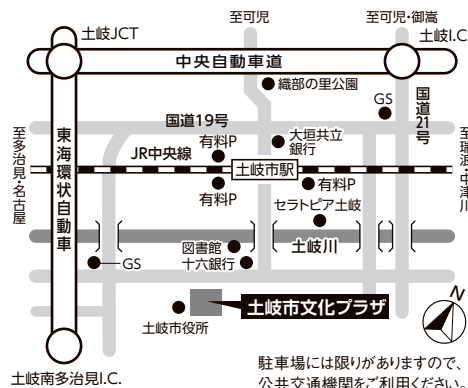 至可児
至可児・御嵩
土岐JCT
土岐I.C
中央自動車道
織部の里公園
GS
国道21号
国道19号
大垣共立
銀行
有料P
JR中央線
土岐市駅
至多治見・名古屋
東海環状自動車
至瑞浪・中津川
有料P
有料P
セラトピア土岐
土岐川
図書館
十六銀行
GS
土岐市文化プラザ
土岐市役所
N
土岐南多治見I.C.
駐車場には限りがありますので、
公共交通機関をご利用ください。